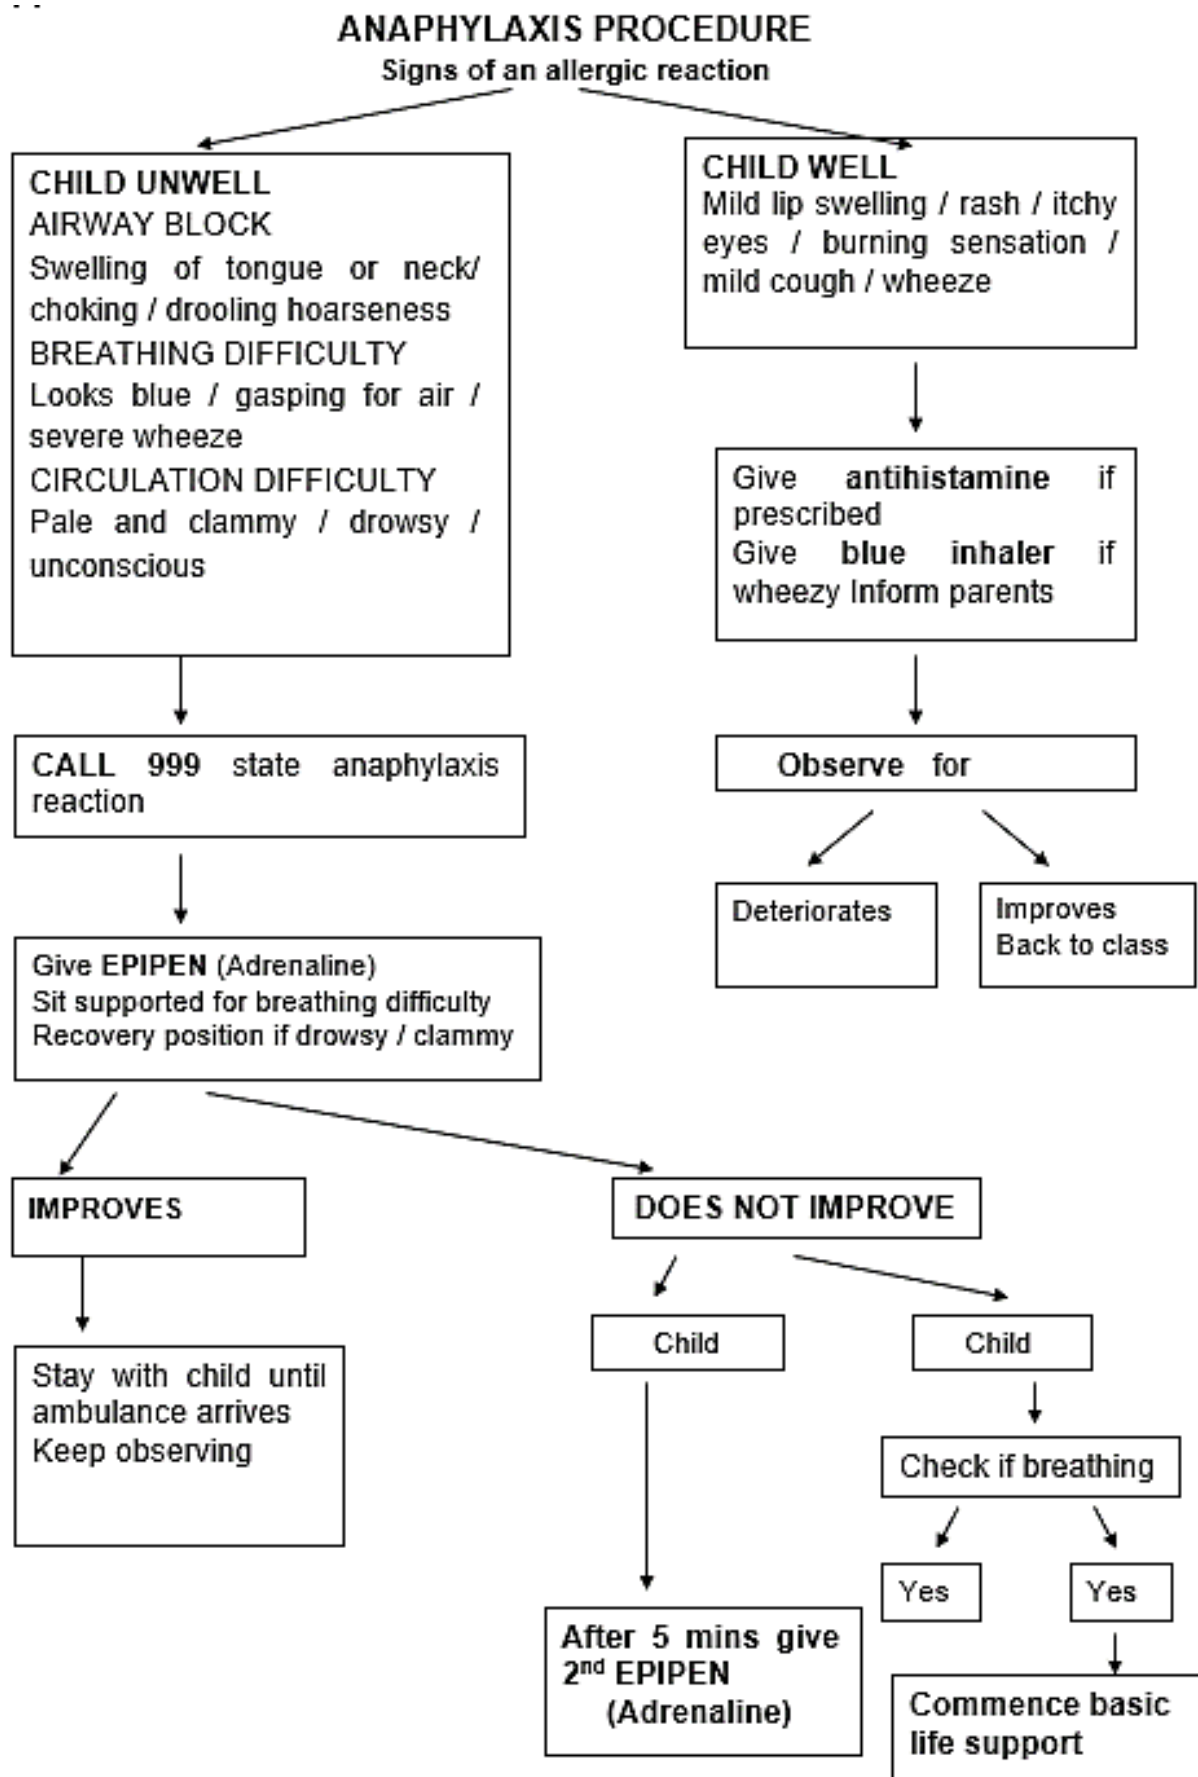 ANAPHYLAXIS PROCEDURE
Signs of an allergic reaction
CHILD UNWELL
AIRWAY BLOCK
Swelling of tongue or neck/
choking / drooling hoarseness
BREATHING DIFFICULTY
Looks blue / gasping for air /
severe wheeze
CIRCULATION DIFFICULTY
Pale and clammy / drowsy /
unconscious
CHILD WELL
Mild lip swelling / rash / itchy
eyes / burning sensation /
mild cough / wheeze
Give antihistamine if
prescribed
Give blue inhaler if
wheezy Inform parents
CALL 999 state anaphylaxis
reaction
Observe for
Deteriorates
Improves
Back to class
Give EPIPEN (Adrenaline)
Sit supported for breathing difficulty
Recovery position if drowsy / clammy
IMPROVES
DOES NOT IMPROVE
Stay with child until
ambulance arrives
Keep observing
Child
Child
Check if breathing
Yes
Yes
After 5 mins give
2nd EPIPEN
(Adrenaline)
Commence basic
life support